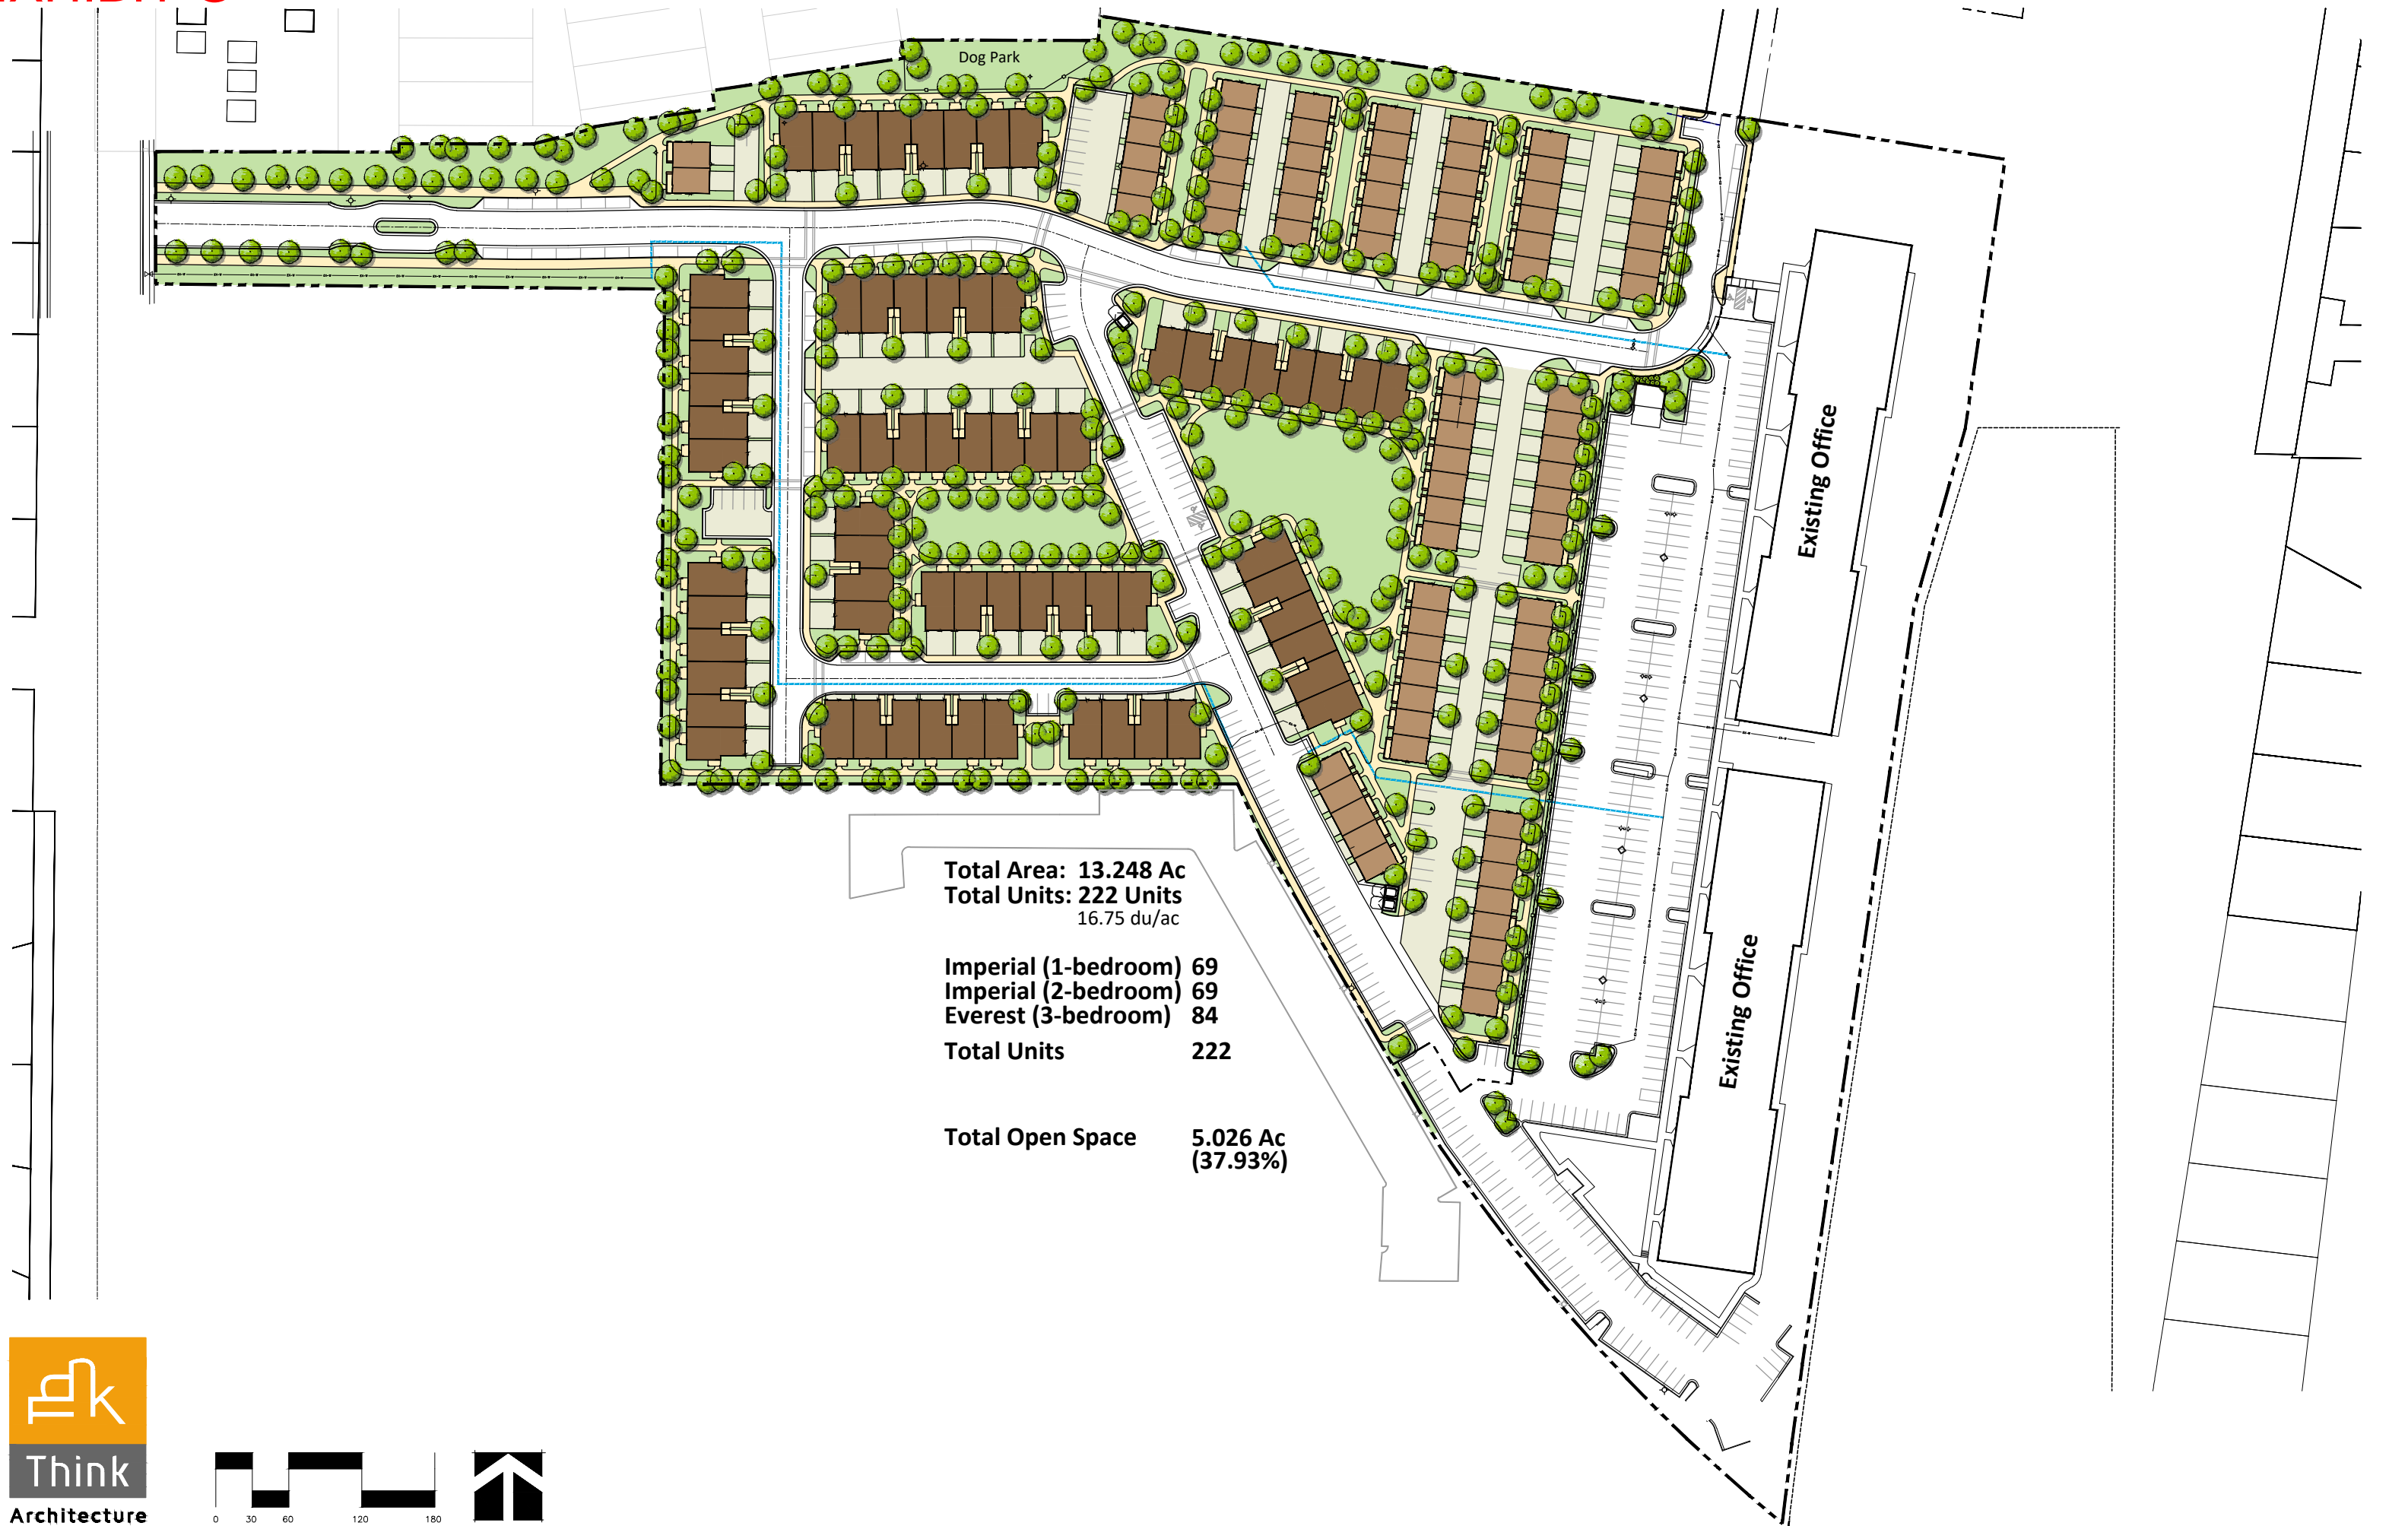 Dog Park
Existing Office
Existing Office
Total Area: 13.248 Ac
Total Units: 222 Units
16.75 du/ac
Imperial (1-bedroom) 69
Imperial (2-bedroom) 69
Everest (3-bedroom) 84
Total Units 222
Total Open Space 5.026 Ac
(37.93%)
Think
Architecture
0 30 60 120 180